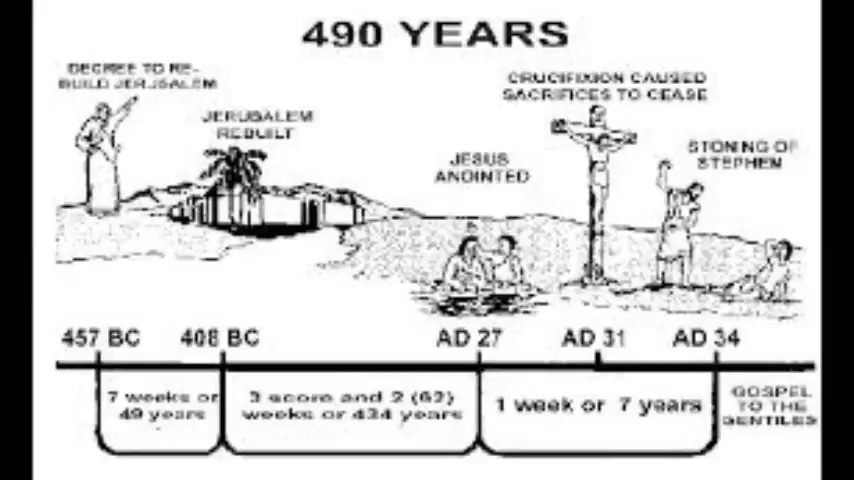 490 YEARS
DECREE TO RE-
BUILD JERUSALEM
JERUSALEM
REBUILT
JESUS
ANOINTED
CRUCIFIXION CAUSED
SACRIFICES TO CEASE
STONING OF
STEPHEN
457 BC
408 BC
AD 27
AD 31
AD 34
7 weeks or
49 years
3 score and 2 (62)
weeks or 434 years
1 week or 7 years
GOSPEL
TO THE
GENTILES